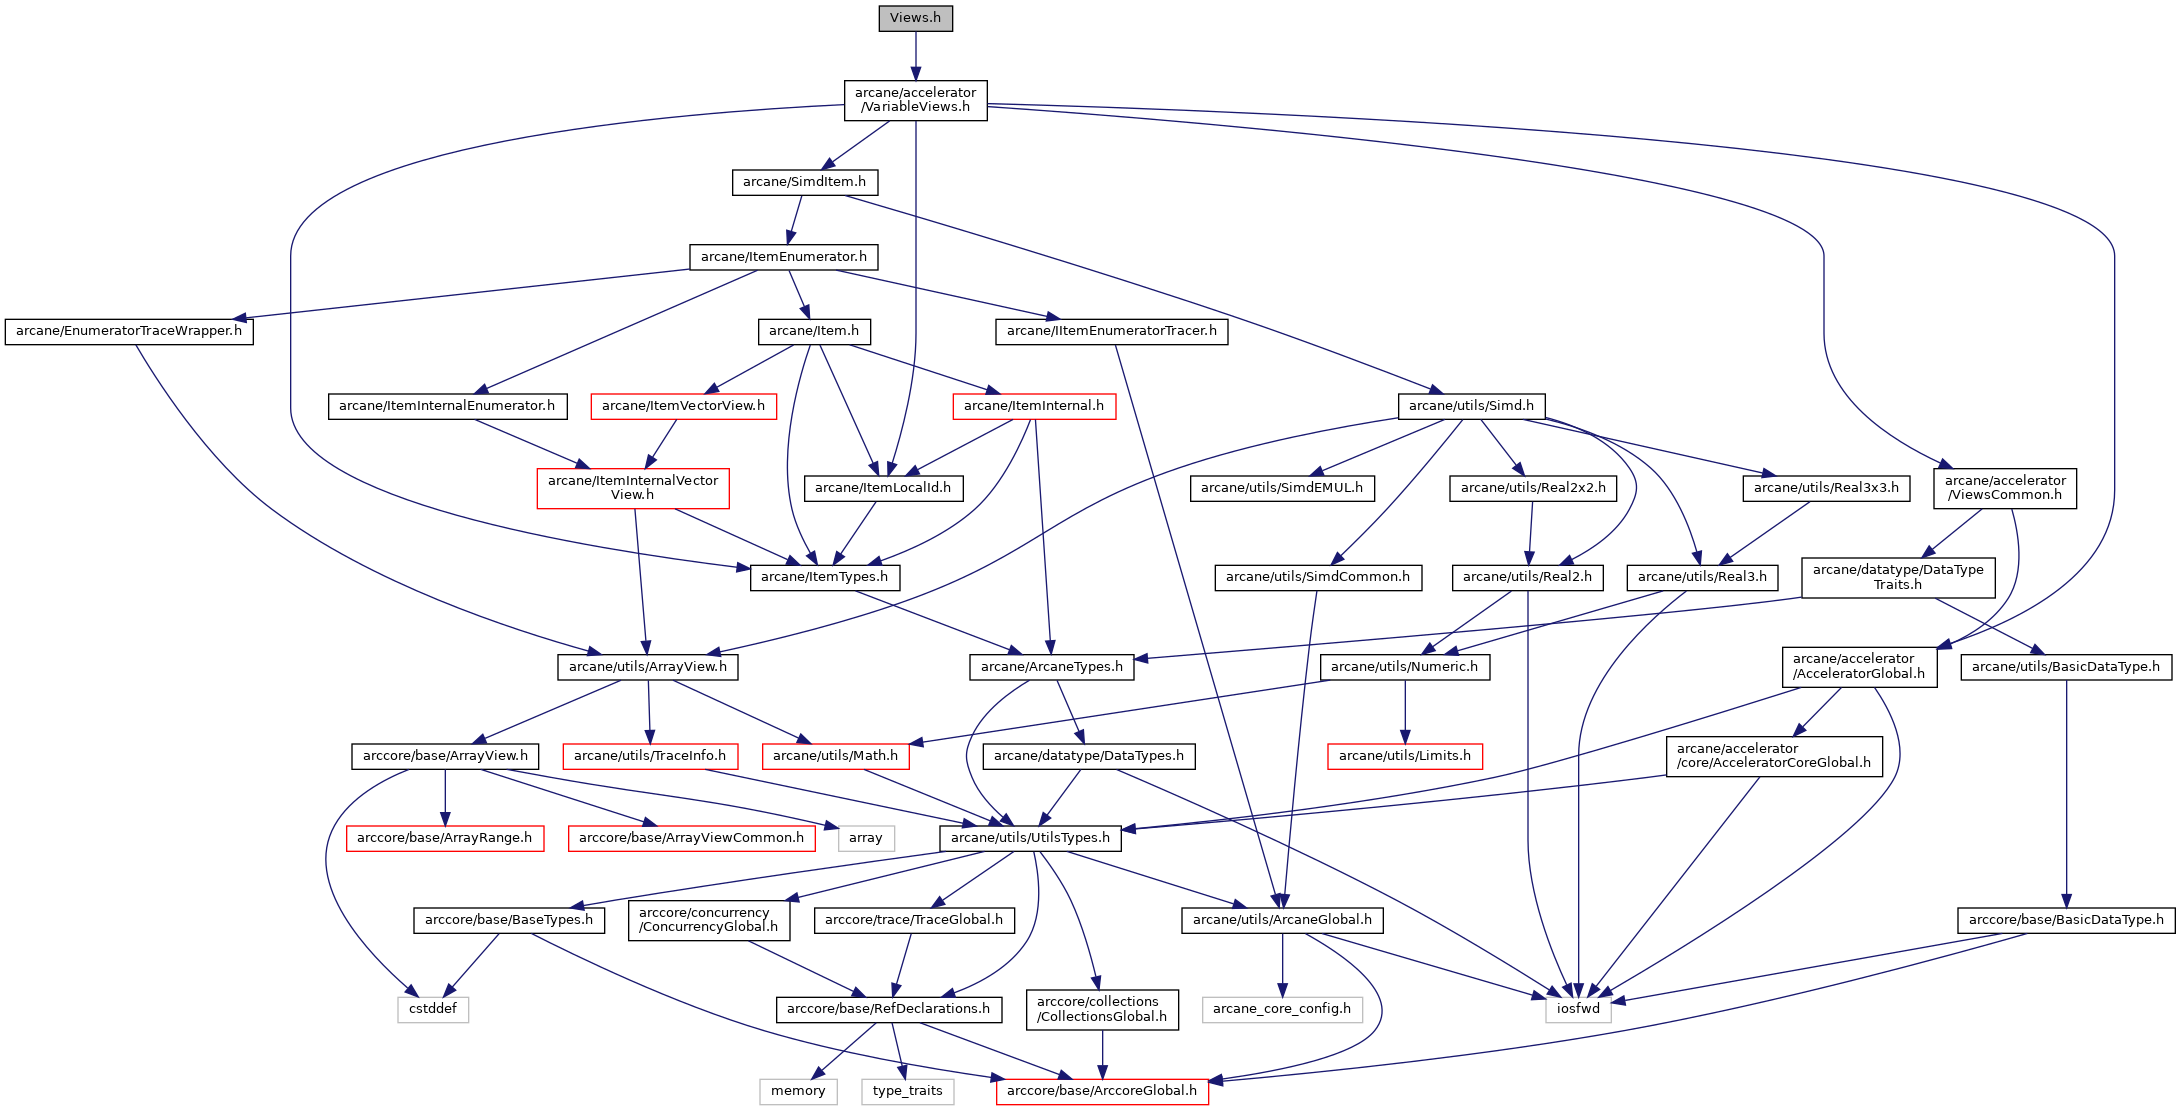 Views.h
arcane/accelerator
/VariableViews.h
arcane/SimdItem.h
arcane/ItemEnumerator.h
arcane/EnumeratorTraceWrapper.h
arcane/Item.h
arcane/IItemEnumeratorTracer.h
arcane/ItemInternalEnumerator.h
arcane/ItemVectorView.h
arcane/ItemInternal.h
arcane/utils/Simd.h
arcane/ItemInternalVector
View.h
arcane/ItemLocalId.h
arcane/utils/SimdEMUL.h
arcane/utils/Real2x2.h
arcane/utils/Real3x3.h
arcane/accelerator
/ViewsCommon.h
arcane/ItemTypes.h
arcane/utils/SimdCommon.h
arcane/utils/Real2.h
arcane/utils/Real3.h
arcane/datatype/DataType
Traits.h
arcane/utils/ArrayView.h
arcane/ArcaneTypes.h
arcane/utils/Numeric.h
arcane/accelerator
/AcceleratorGlobal.h
arcane/utils/BasicDataType.h
arccore/base/ArrayView.h
arcane/utils/TraceInfo.h
arcane/utils/Math.h
arcane/datatype/DataTypes.h
arcane/utils/Limits.h
arcane/accelerator
/core/AcceleratorCoreGlobal.h
arccore/base/ArrayRange.h
arccore/base/ArrayViewCommon.h
array
arcane/utils/UtilsTypes.h
arccore/base/BaseTypes.h
arccore/concurrency
/ConcurrencyGlobal.h
arccore/trace/TraceGlobal.h
arcane/utils/ArcaneGlobal.h
arccore/base/BasicDataType.h
cstddef
arccore/base/RefDeclarations.h
arccore/collections
/CollectionsGlobal.h
arcane_core_config.h
iosfwd
memory
type_traits
arccore/base/ArccoreGlobal.h